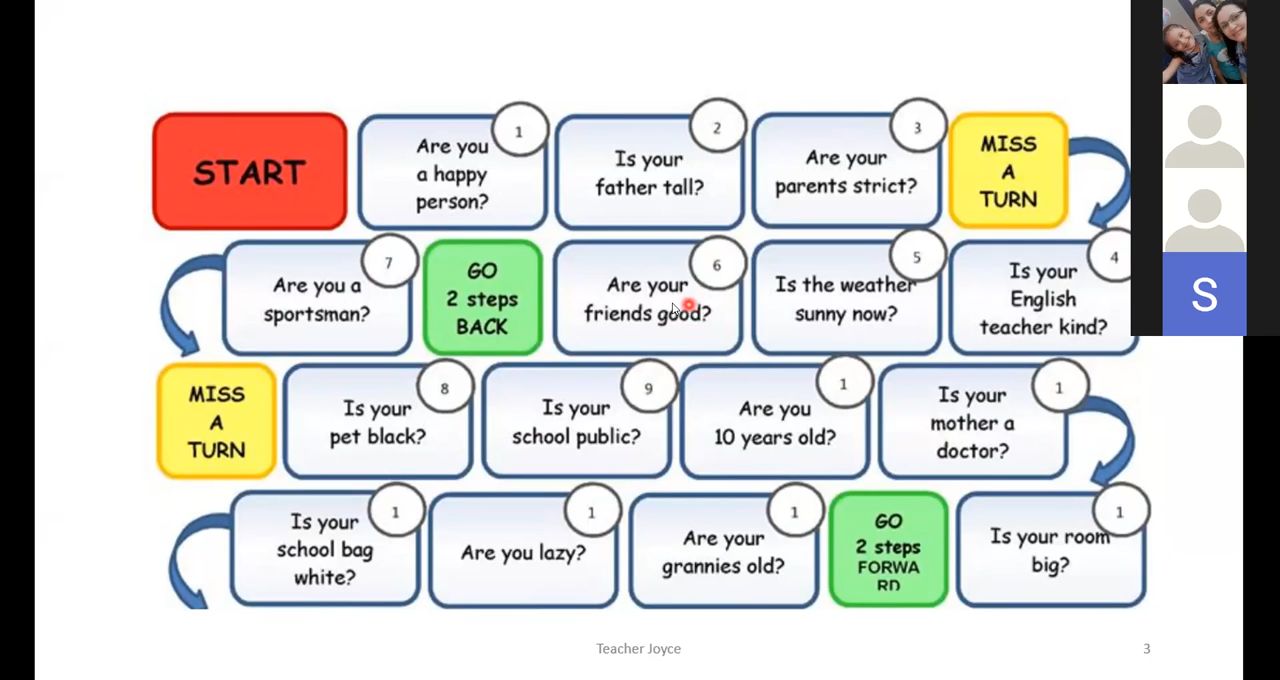 START
1
Are you
a happy
person?
2
Is your
father tall?
3
Are your
parents strict?
MISS
A
TURN
4
Is your
English
teacher kind?
5
Is the weather
sunny now?
6
Are your
friends good?
GO
2 steps
BACK
7
Are you a
sportsman?
MISS
A
TURN
8
Is your
pet black?
9
Is your
school public?
1
Are you
10 years old?
1
Is your
mother a
doctor?
1
Is your room
big?
GO
2 steps
FORWA
RD
1
Are your
grannies old?
1
Are you lazy?
1
Is your
school bag
white?
S
Teacher Joyce
3